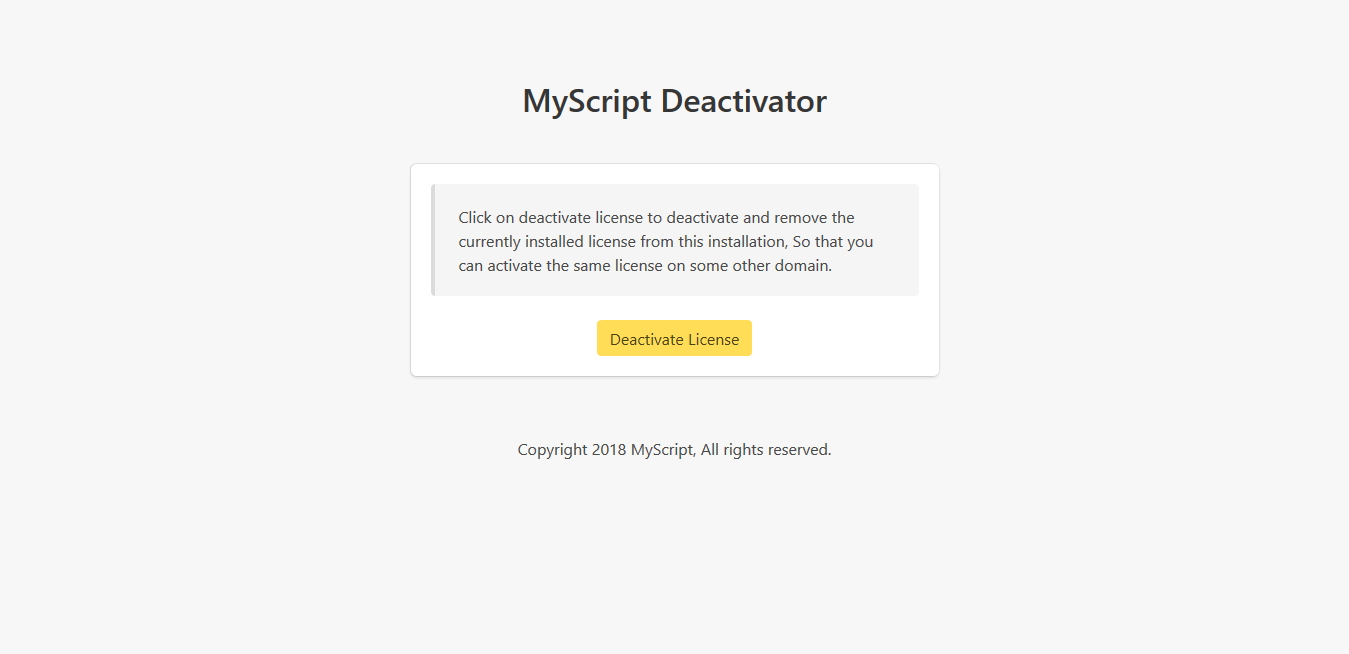 MyScript Deactivator
Click on deactivate license to deactivate and remove the
currently installed license from this installation, So that you
can activate the same license on some other domain.
Deactivate License
Copyright 2018 MyScript, All rights reserved.